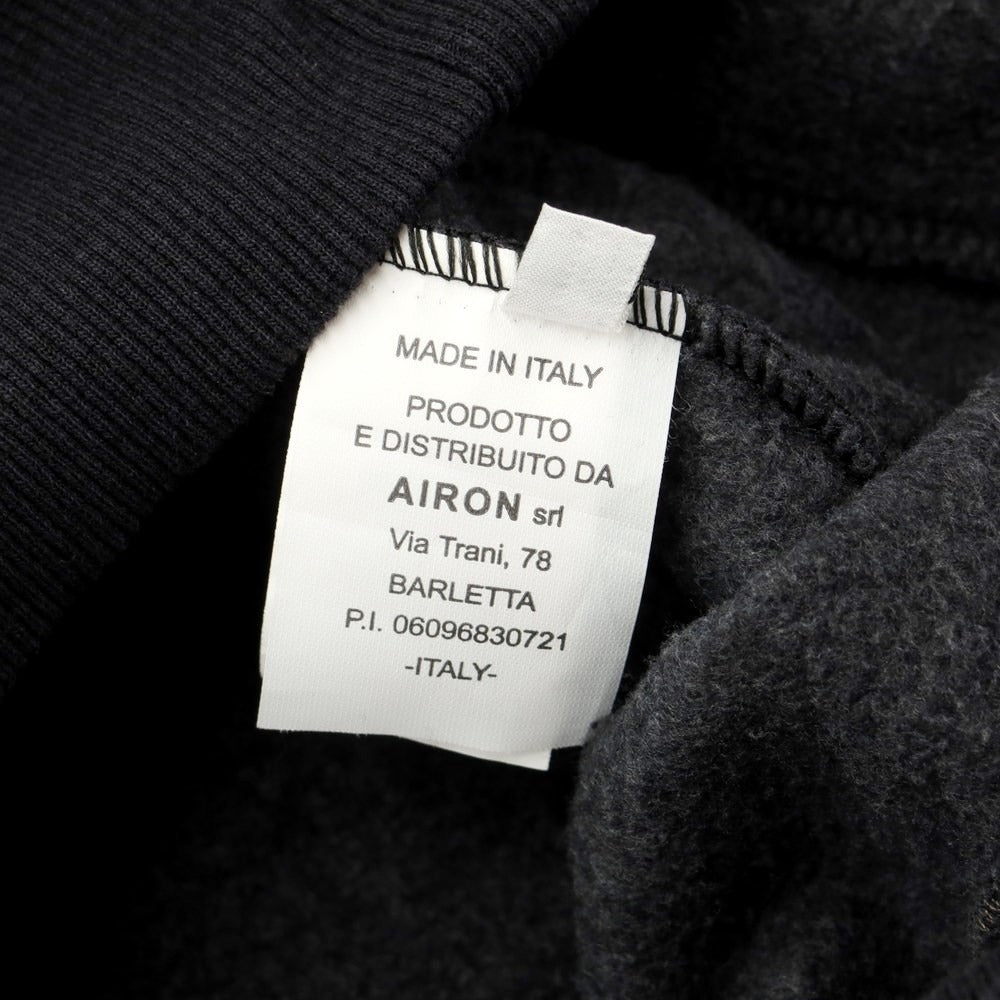 MADE IN ITALY
PRODOTTO
E DISTRIBUITO DA
AIRON srl
Via Trani, 78
BARLETTA
P.I. 06096830721
-ITALY-